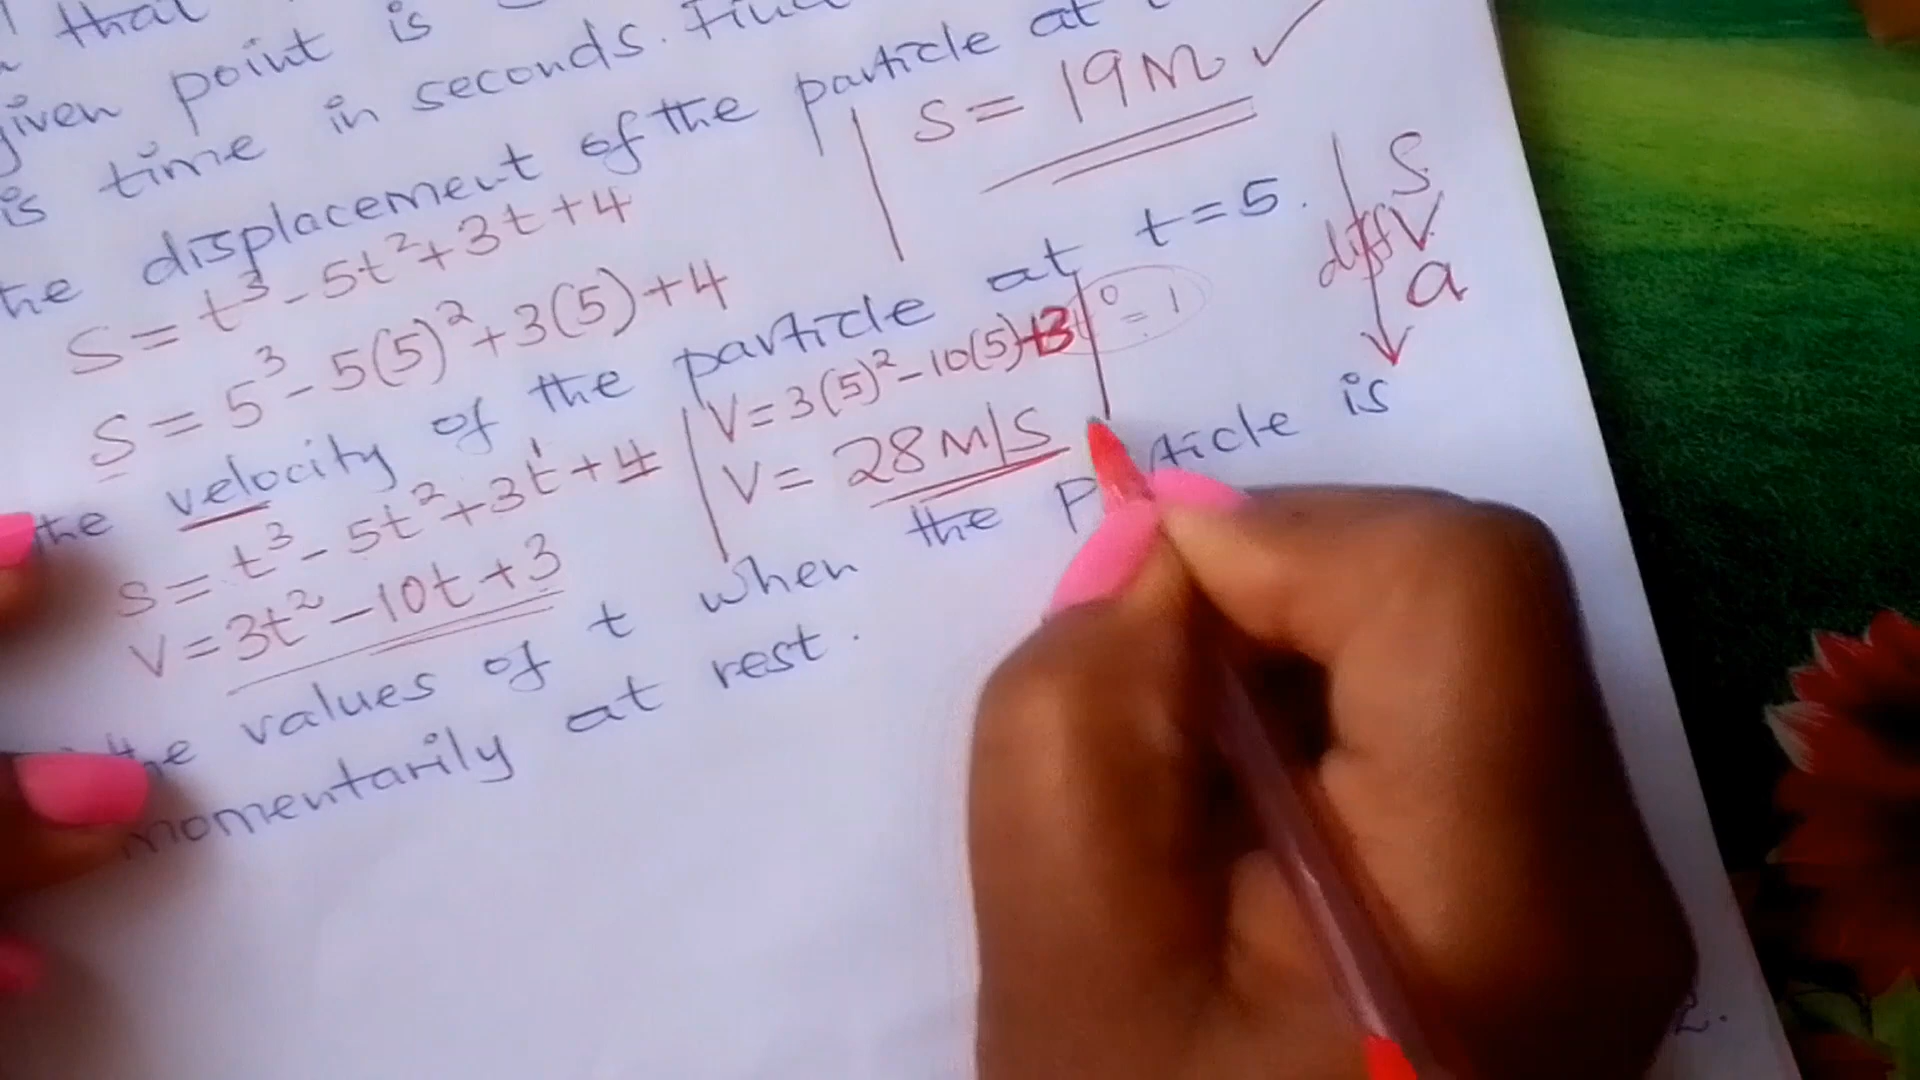 that
given point is
is time in seconds. Find
the displacement of the particle at
S = t³ - 5t² + 3t + 4
S = 19M ✓
S = 5³ - 5(5)² + 3(5) + 4
S
diff V
a
the velocity of the particle at t = 5.
S = t³ - 5t² + 3t¹ + 4
V = 3t² - 10t + 3
V = 3(5)² - 10(5) + 3
t⁰ = 1
V = 28M/S
the values of t when the particle is
momentarily at rest.